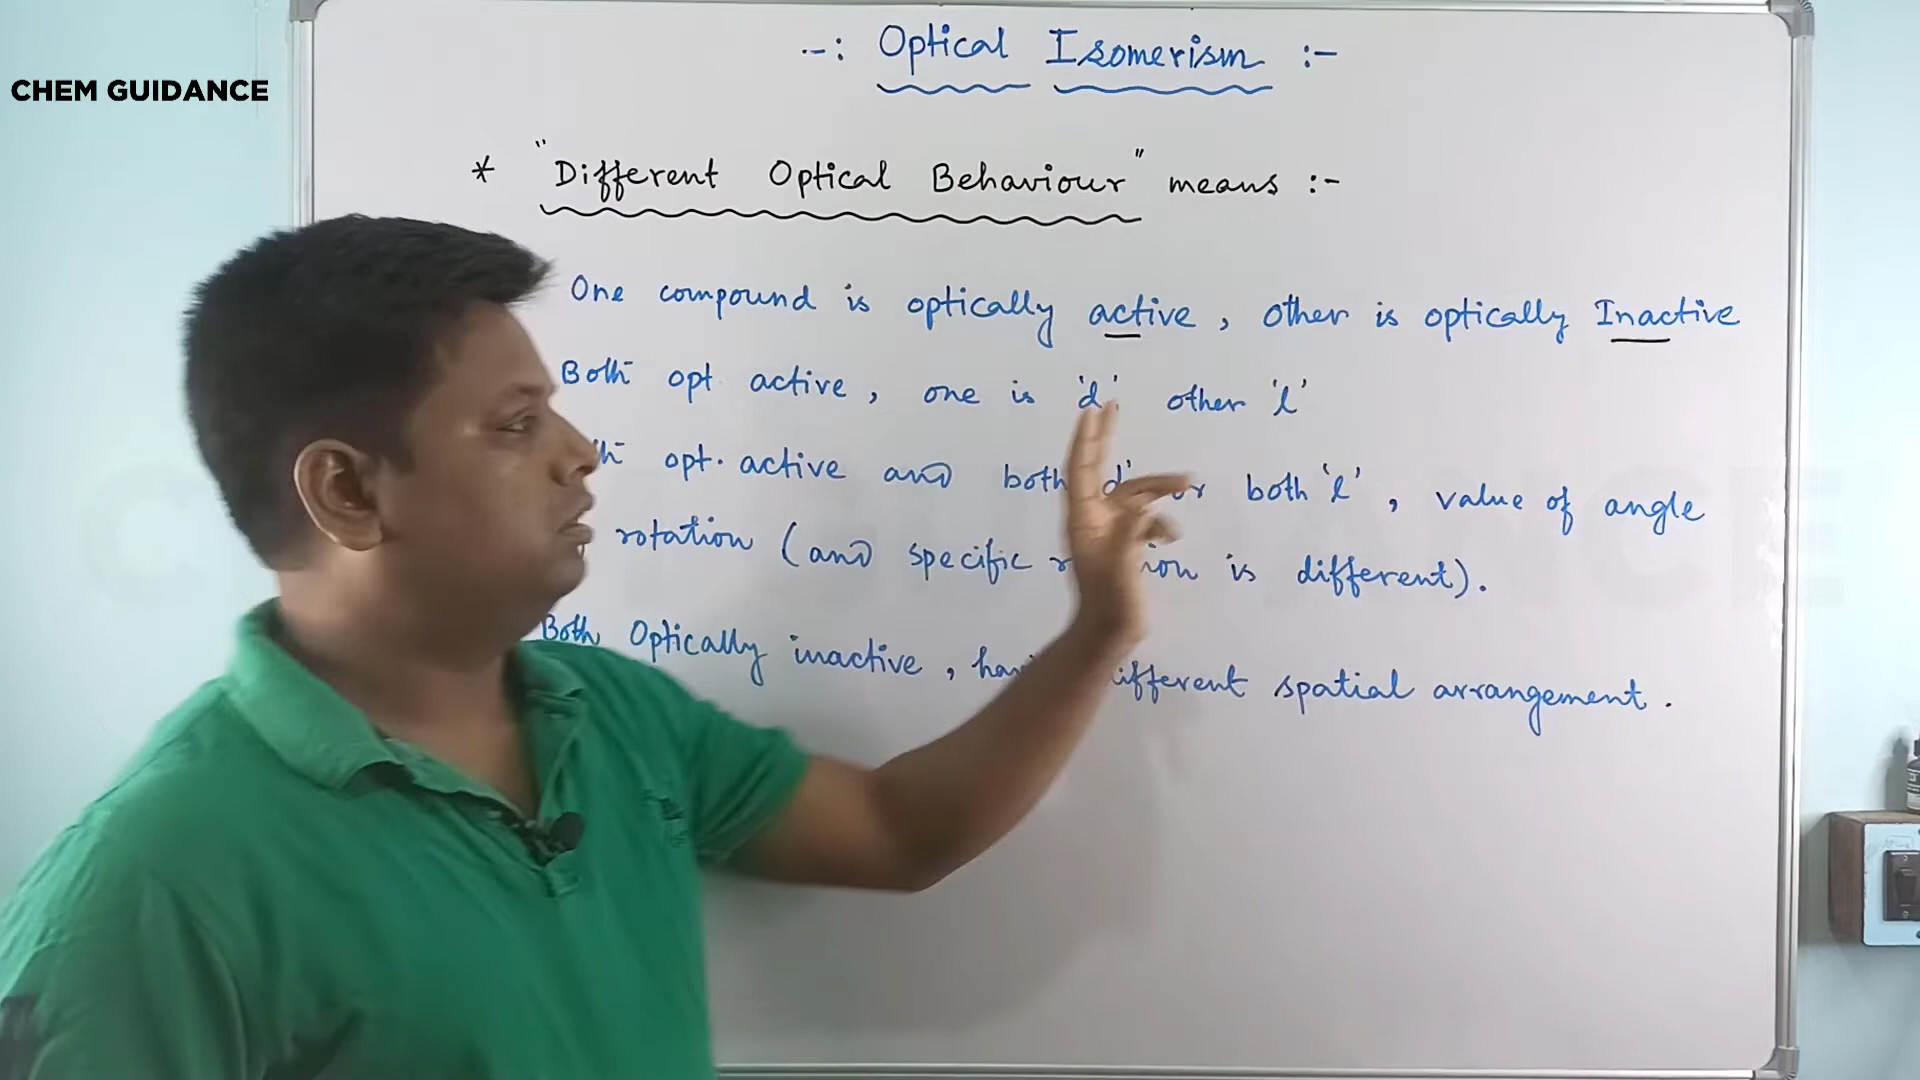 -: Optical Isomerism :-
CHEM GUIDANCE
* "Different Optical Behaviour" means :-
One compound is optically active, other is optically Inactive
Both opt active, one is 'd' other 'l'
opt. active and both d' or both 'l', value of angle
rotation (and specific is different).
Both Optically inactive, different spatial arrangement.